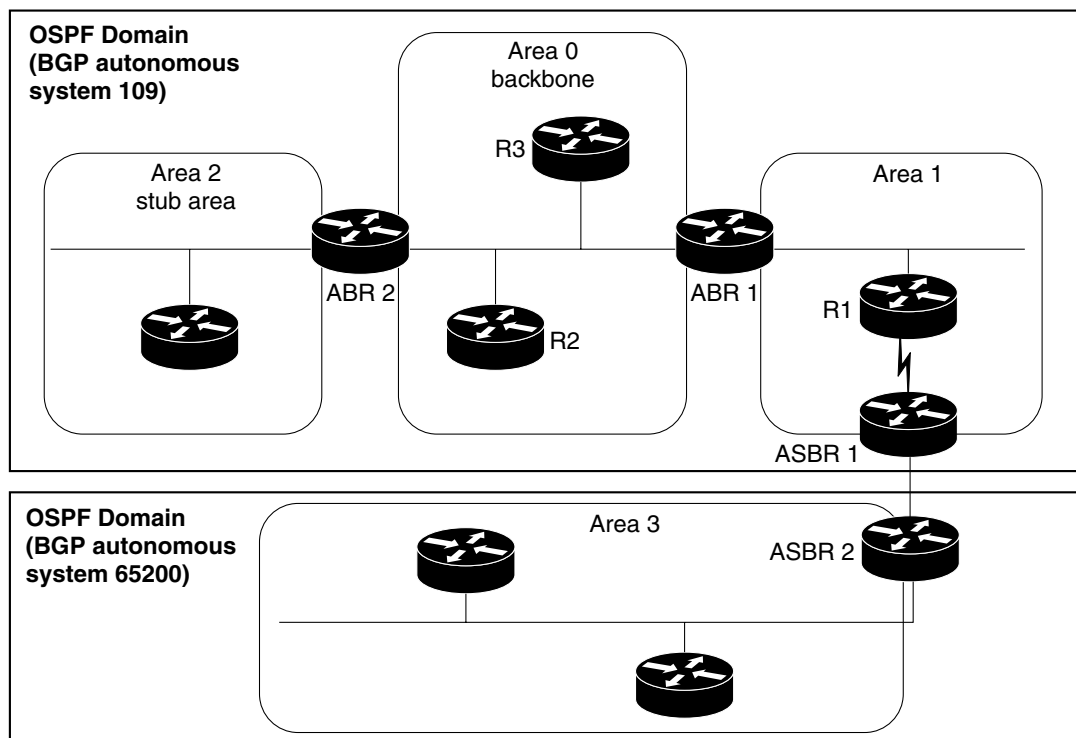 OSPF Domain
(BGP autonomous
system 109)
Area 0
backbone
R3
Area 2
stub area
Area 1
ABR 2
ABR 1
R1
R2
ASBR 1
OSPF Domain
(BGP autonomous
system 65200)
Area 3
ASBR 2